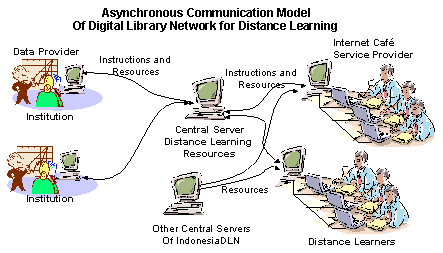 Asynchronous Communication Model
Of Digital Library Network for Distance Learning
Data Provider
Internet Café
Service Provider
Instructions and
Resources
Instructions and
Resources
Institution
Central Server
Distance Learning
Resources
Institution
Resources
Other Central Servers
Of IndonesiaDLN
Distance Learners